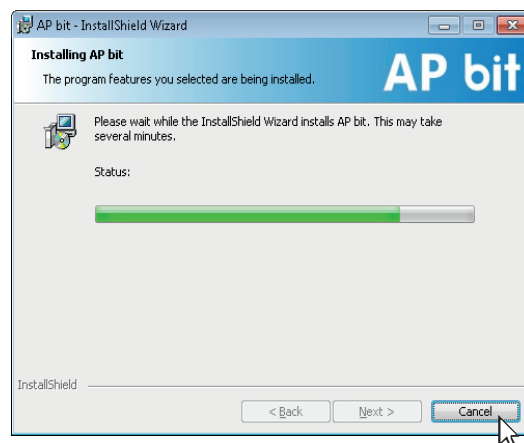 AP bit - InstallShield Wizard
Installing AP bit
The program features you selected are being installed.
AP bit
Please wait while the InstallShield Wizard installs AP bit. This may take
several minutes.
Status:
InstallShield
< Back
Next >
Cancel